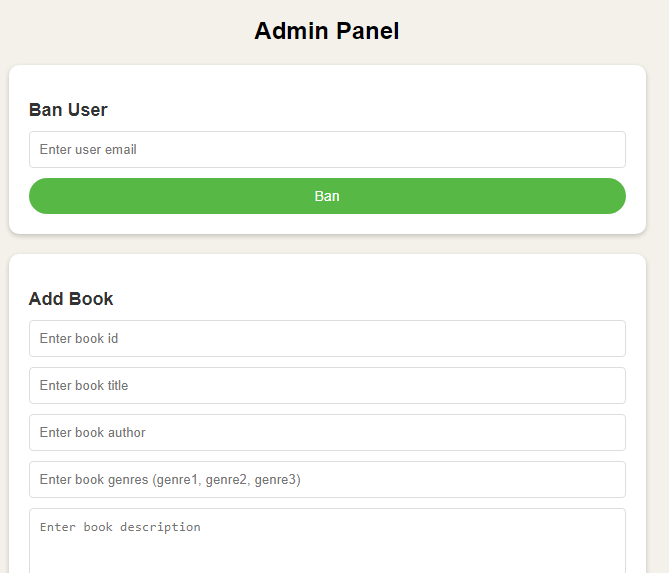 Admin Panel
Ban User
Enter user email
Ban
Add Book
Enter book id
Enter book title
Enter book author
Enter book genres (genre1, genre2, genre3)
Enter book description